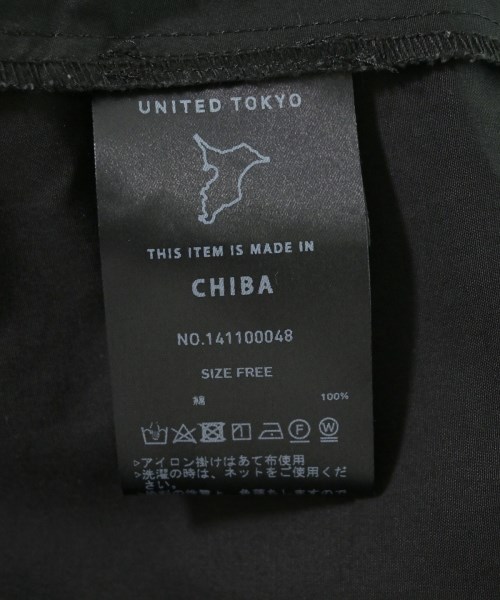 UNITED TOKYO
THIS ITEM IS MADE IN
CHIBA
NO.141100048
SIZE FREE
綿 100%
F W
>アイロン掛けはあて布使用
>洗濯の時は、ネットをご使用くだ
さい。